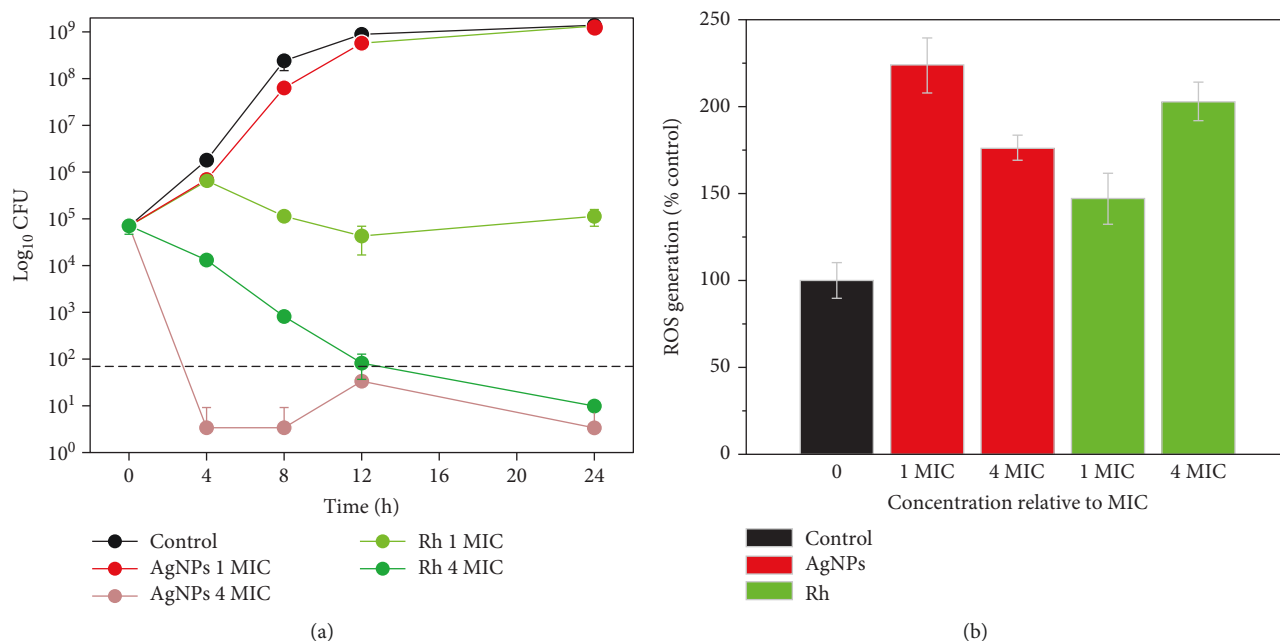 10⁹
10⁸
10⁷
10⁶
10⁵
10⁴
10³
10²
10¹
10⁰
Log₁₀ CFU
0 4 8 12 16 20 24
Time (h)
Control
AgNPs 1 MIC
AgNPs 4 MIC
Rh 1 MIC
Rh 4 MIC
(a)
250
200
150
100
50
0
ROS generation (% control)
0 1 MIC 4 MIC 1 MIC 4 MIC
Concentration relative to MIC
Control
AgNPs
Rh
(b)